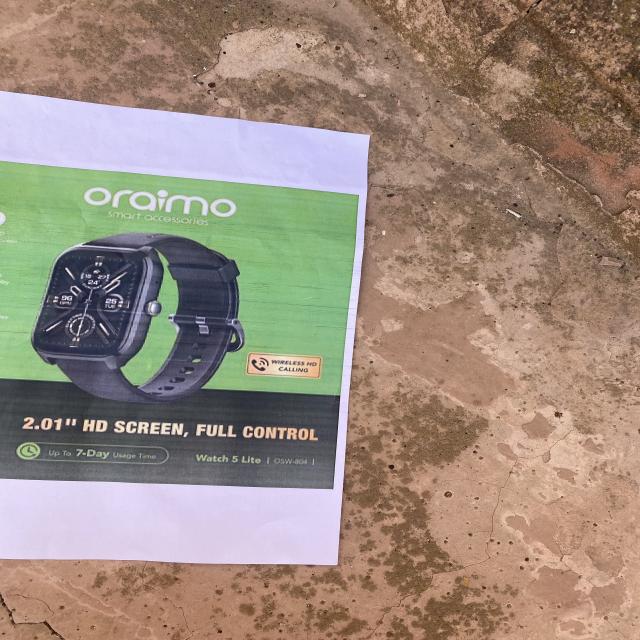 oraimo
smart accessories
WIRELESS HD
CALLING
2.01" HD SCREEN, FULL CONTROL
Up To 7-Day Usage Time
Watch 5 Lite | OSW-804 |